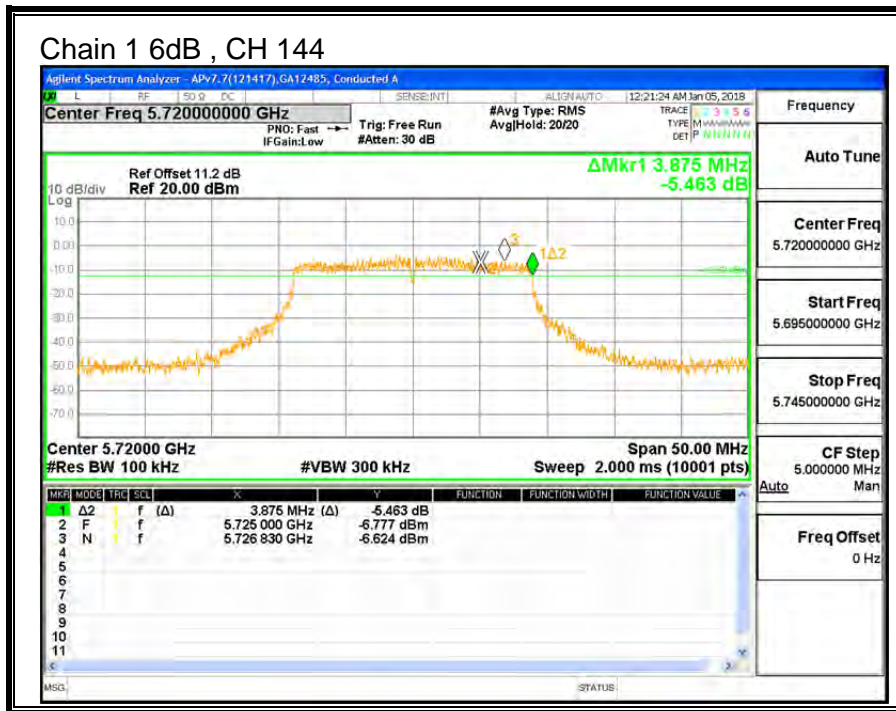 Chain 1 6dB , CH 144
Agilent Spectrum Analyzer - APv7.7(121417),GA12485, Conducted A
L RF 50 Ω DC SENSE:INT ALIGN AUTO 12:21:24 AM Jan 05, 2018
Center Freq 5.720000000 GHz
PNO: Fast
IFGain:Low
Trig: Free Run
#Atten: 30 dB
#Avg Type: RMS
Avg|Hold: 20/20
TRACE 1 2 3 4 5 6
TYPE M
DET P N N N N N
Ref Offset 11.2 dB
10 dB/div Ref 20.00 dBm
Log
ΔMkr1 3.875 MHz
-5.463 dB
10.0
0.00
-10.0
-20.0
-30.0
-40.0
-50.0
-60.0
-70.0
3
1Δ2
Center 5.72000 GHz Span 50.00 MHz
#Res BW 100 kHz #VBW 300 kHz Sweep 2.000 ms (10001 pts)
MKR MODE TRC SCL X Y FUNCTION FUNCTION WIDTH FUNCTION VALUE
1 Δ2 1 f (Δ) 3.875 MHz (Δ) -5.463 dB
2 F 1 f 5.725 000 GHz -6.777 dBm
3 N 1 f 5.726 830 GHz -6.624 dBm
4
5
6
7
8
9
10
11
MSG STATUS
Frequency
Auto Tune
Center Freq
5.720000000 GHz
Start Freq
5.695000000 GHz
Stop Freq
5.745000000 GHz
CF Step
5.000000 MHz
Auto Man
Freq Offset
0 Hz